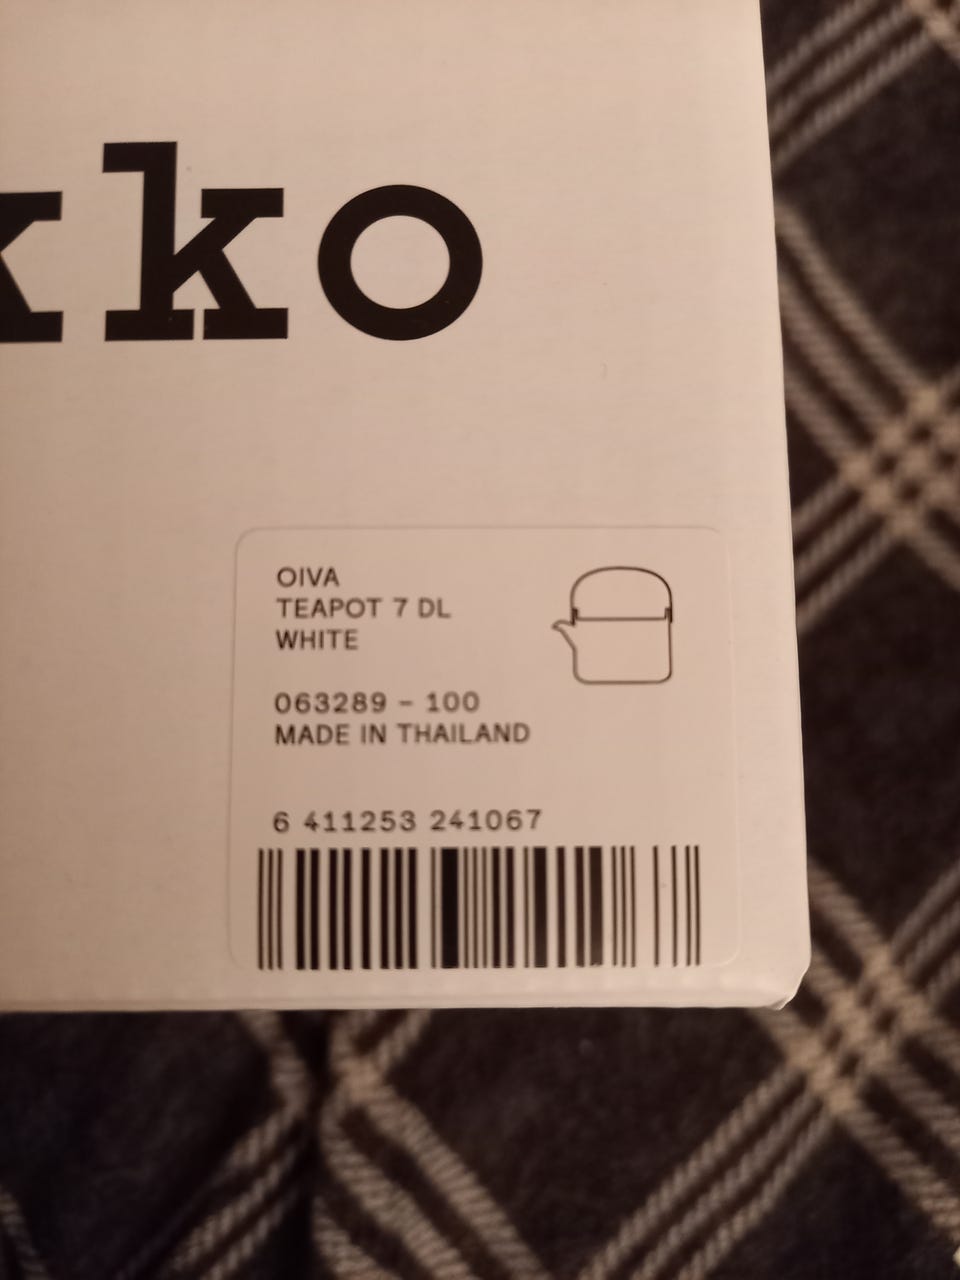 kko
OIVA
TEAPOT 7 DL
WHITE
063289 - 100
MADE IN THAILAND
6 411253 241067